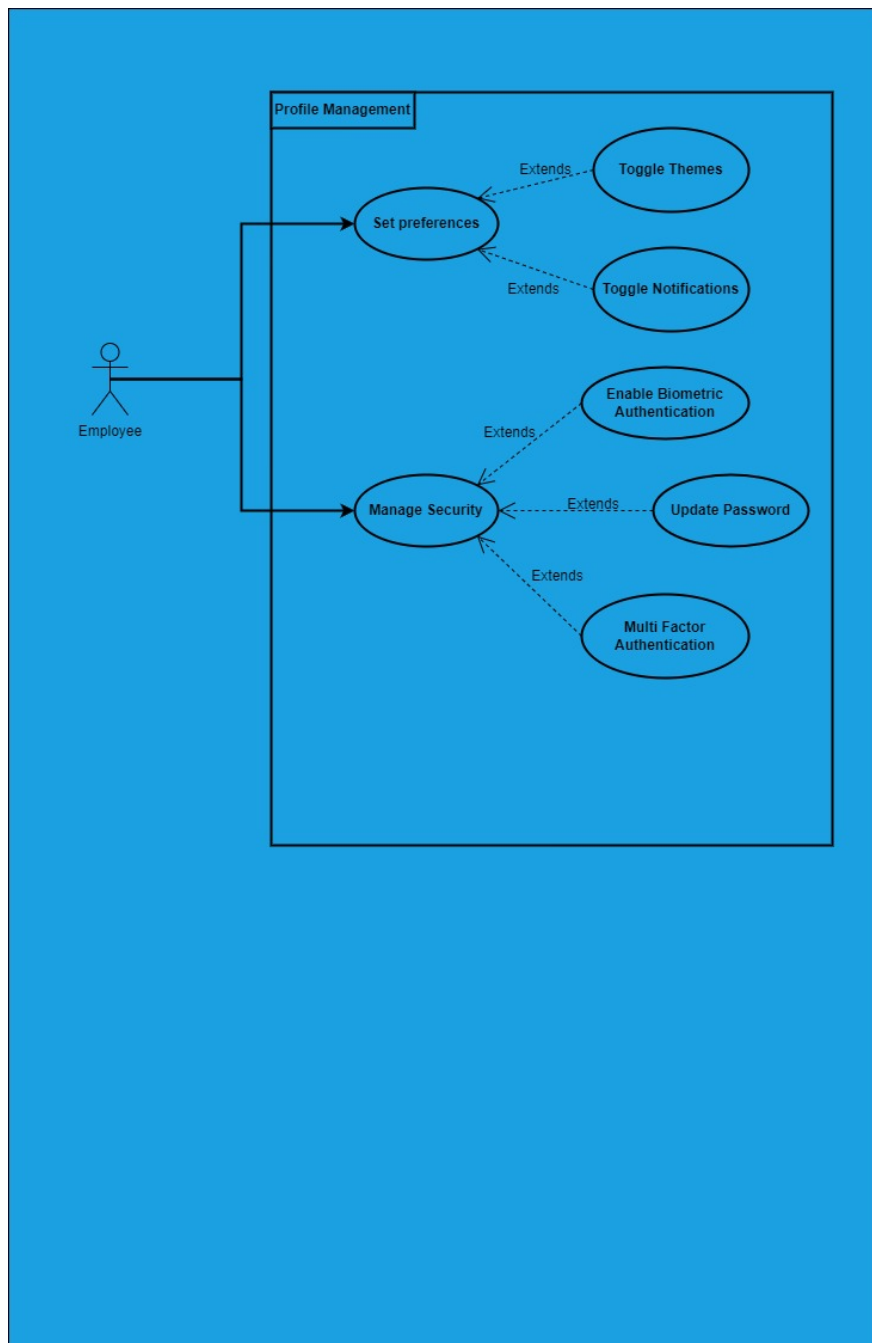 Profile Management
Extends
Toggle Themes
Set preferences
Extends
Toggle Notifications
Employee
Enable Biometric
Authentication
Extends
Manage Security
Extends
Update Password
Extends
Multi Factor
Authentication